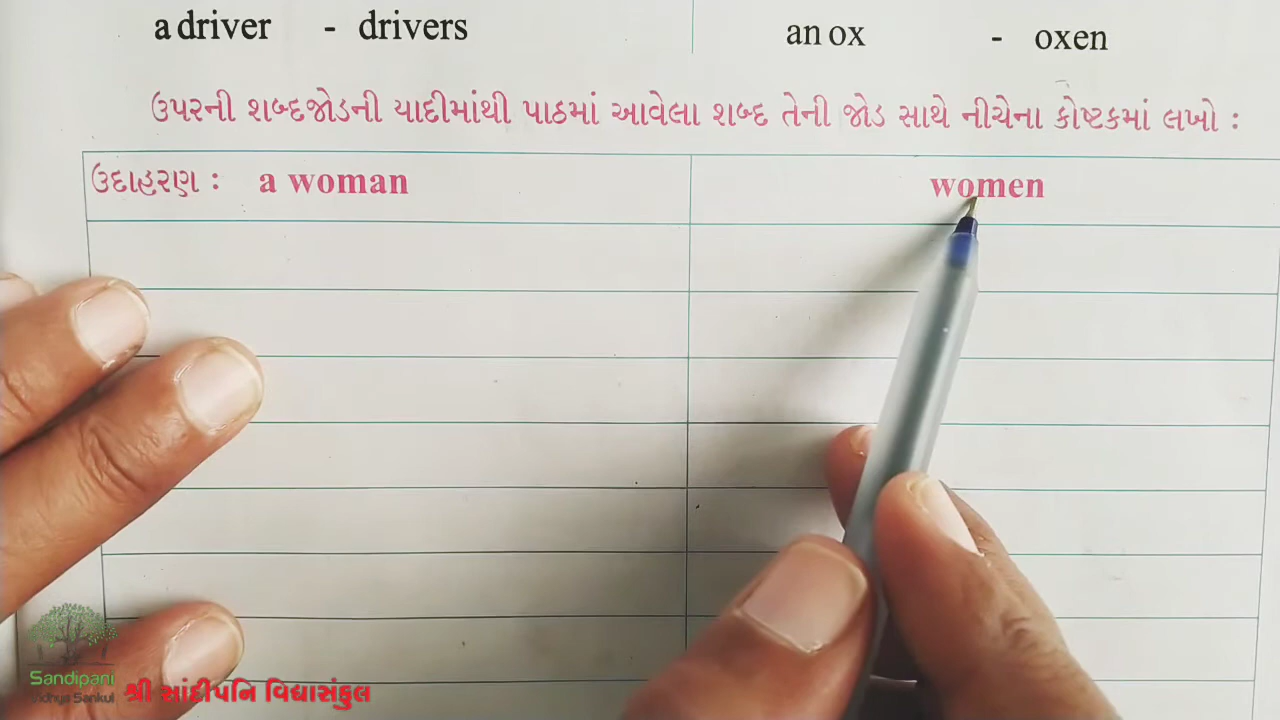 a driver - drivers an ox - oxen
ઉપરની શબ્દજોડની યાદીમાંથી પાઠમાં આવેલા શબ્દ તેની જોડ સાથે નીચેના કોષ્ટકમાં લખો :
ઉદાહરણ : a woman women
Sandipani
Vidhya Sankul
શ્રી સાંદીપનિ વિદ્યાસંકુલ